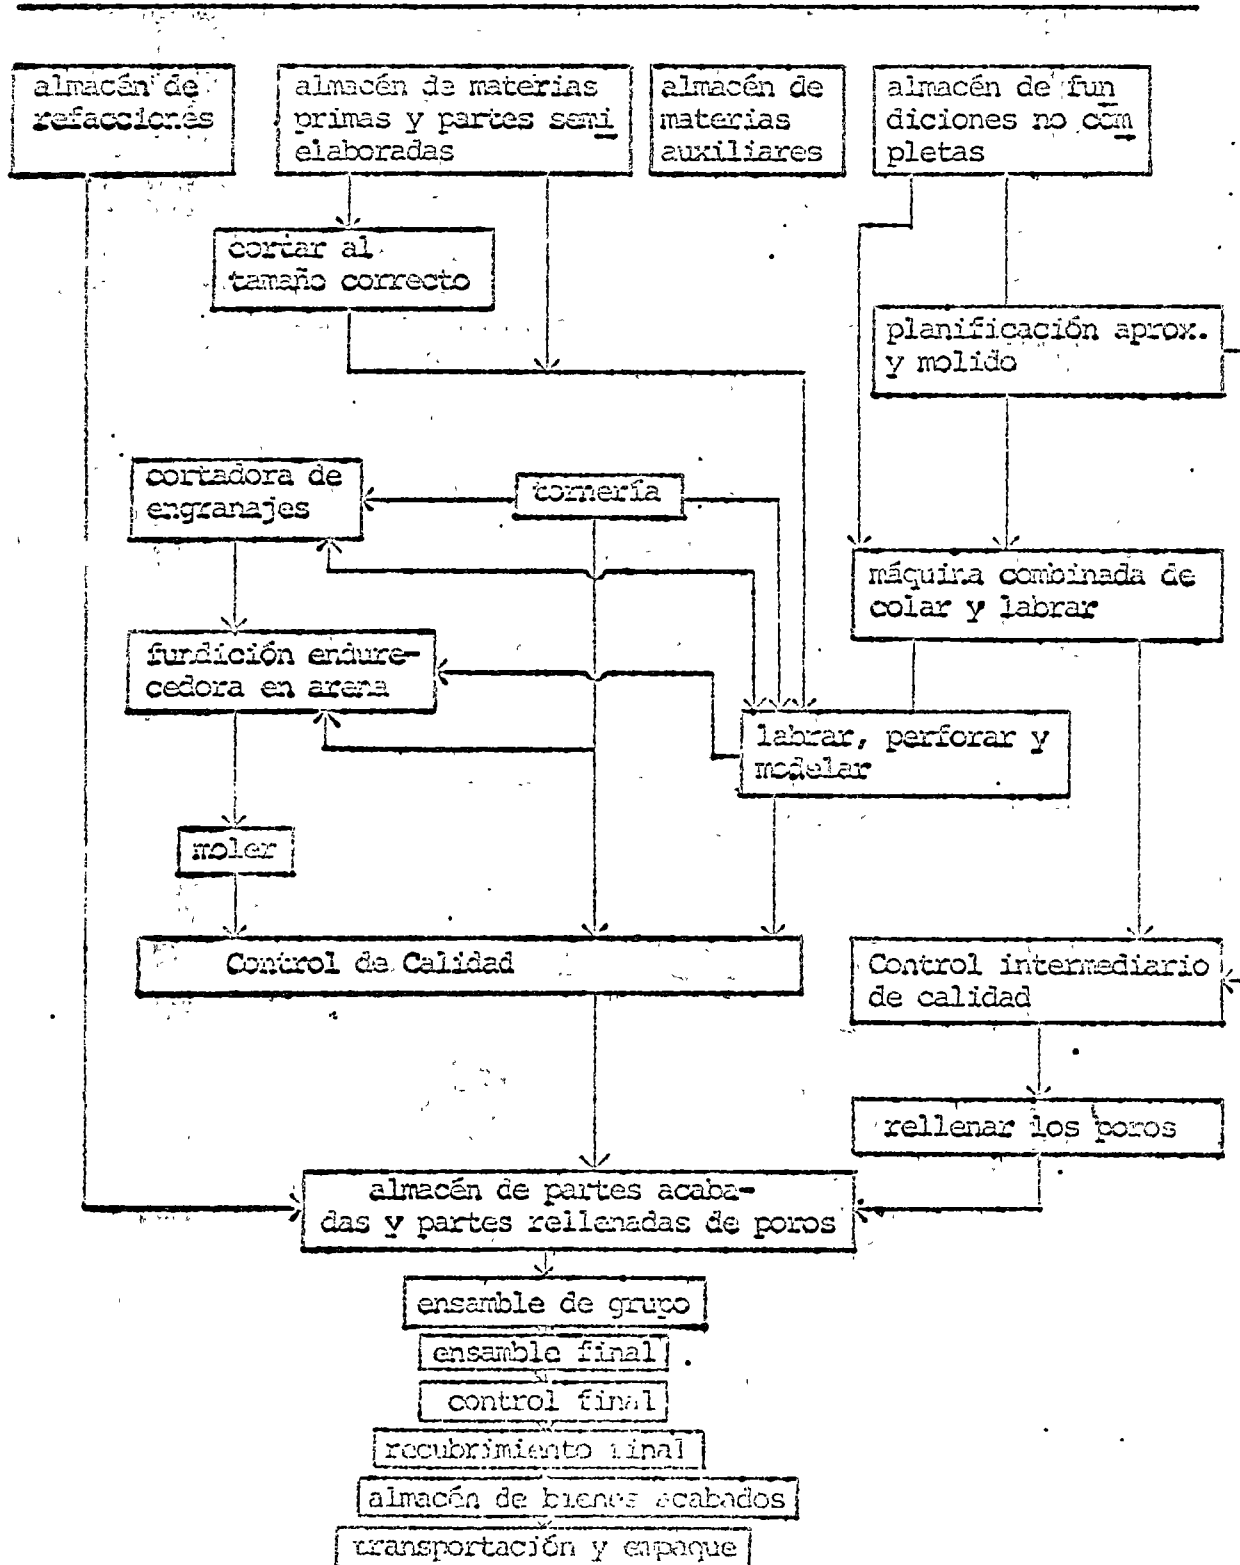 almacén de
refacciones
almacén de materias
primas y partes semi
elaboradas
almacén de
materias
auxiliares
almacén de fun
diciones no com
pletas
cortar al
tamaño correcto
planificación aprox.
y molido
cortadora de
engranajes
tornería
máquina combinada de
colar y labrar
fundición endure-
cedora en arena
labrar, perforar y
modelar
moler
Control de Calidad
Control intermediario
de calidad
rellenar los poros
almacén de partes acaba-
das y partes rellenadas de poros
ensamble de grupo
ensamble final
control final
recubrimiento final
almacén de bienes acabados
transportación y empaque